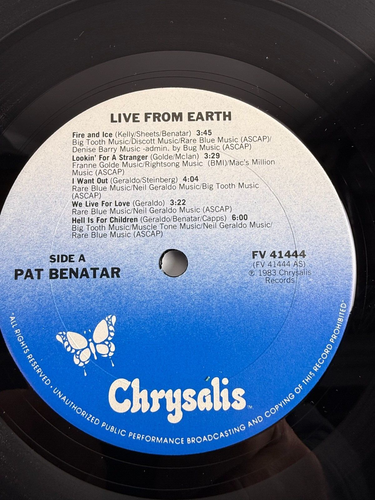 LIVE FROM EARTH
Fire and Ice (Kelly/Sheets/Benatar) 3:45
Big Tooth Music/Discott Music/Rare Blue Music (ASCAP)/
Denise Barry Music -admin. by Bug Music (ASCAP)
Lookin' For A Stranger (Golde/McIan) 3:29
Franne Golde Music/Rightsong Music (BMI)/Mac's Million
Music (ASCAP)
I Want Out (Geraldo/Steinberg) 4:04
Rare Blue Music/Neil Geraldo Music/Big Tooth Music
(ASCAP)
We Live For Love (Geraldo) 3:22
Rare Blue Music/Neil Geraldo Music (ASCAP)
Hell Is For Children (Geraldo/Benatar/Capps) 6:00
Big Tooth Music/Muscle Tone Music/Neil Geraldo Music/
Rare Blue Music (ASCAP)
SIDE A
PAT BENATAR
FV 41444
(FV 41444 AS)
℗ 1983 Chrysalis
Records
Chrysalis™
*ALL RIGHTS RESERVED - UNAUTHORIZED PUBLIC PERFORMANCE BROADCASTING AND COPYING OF THIS RECORD PROHIBITED*